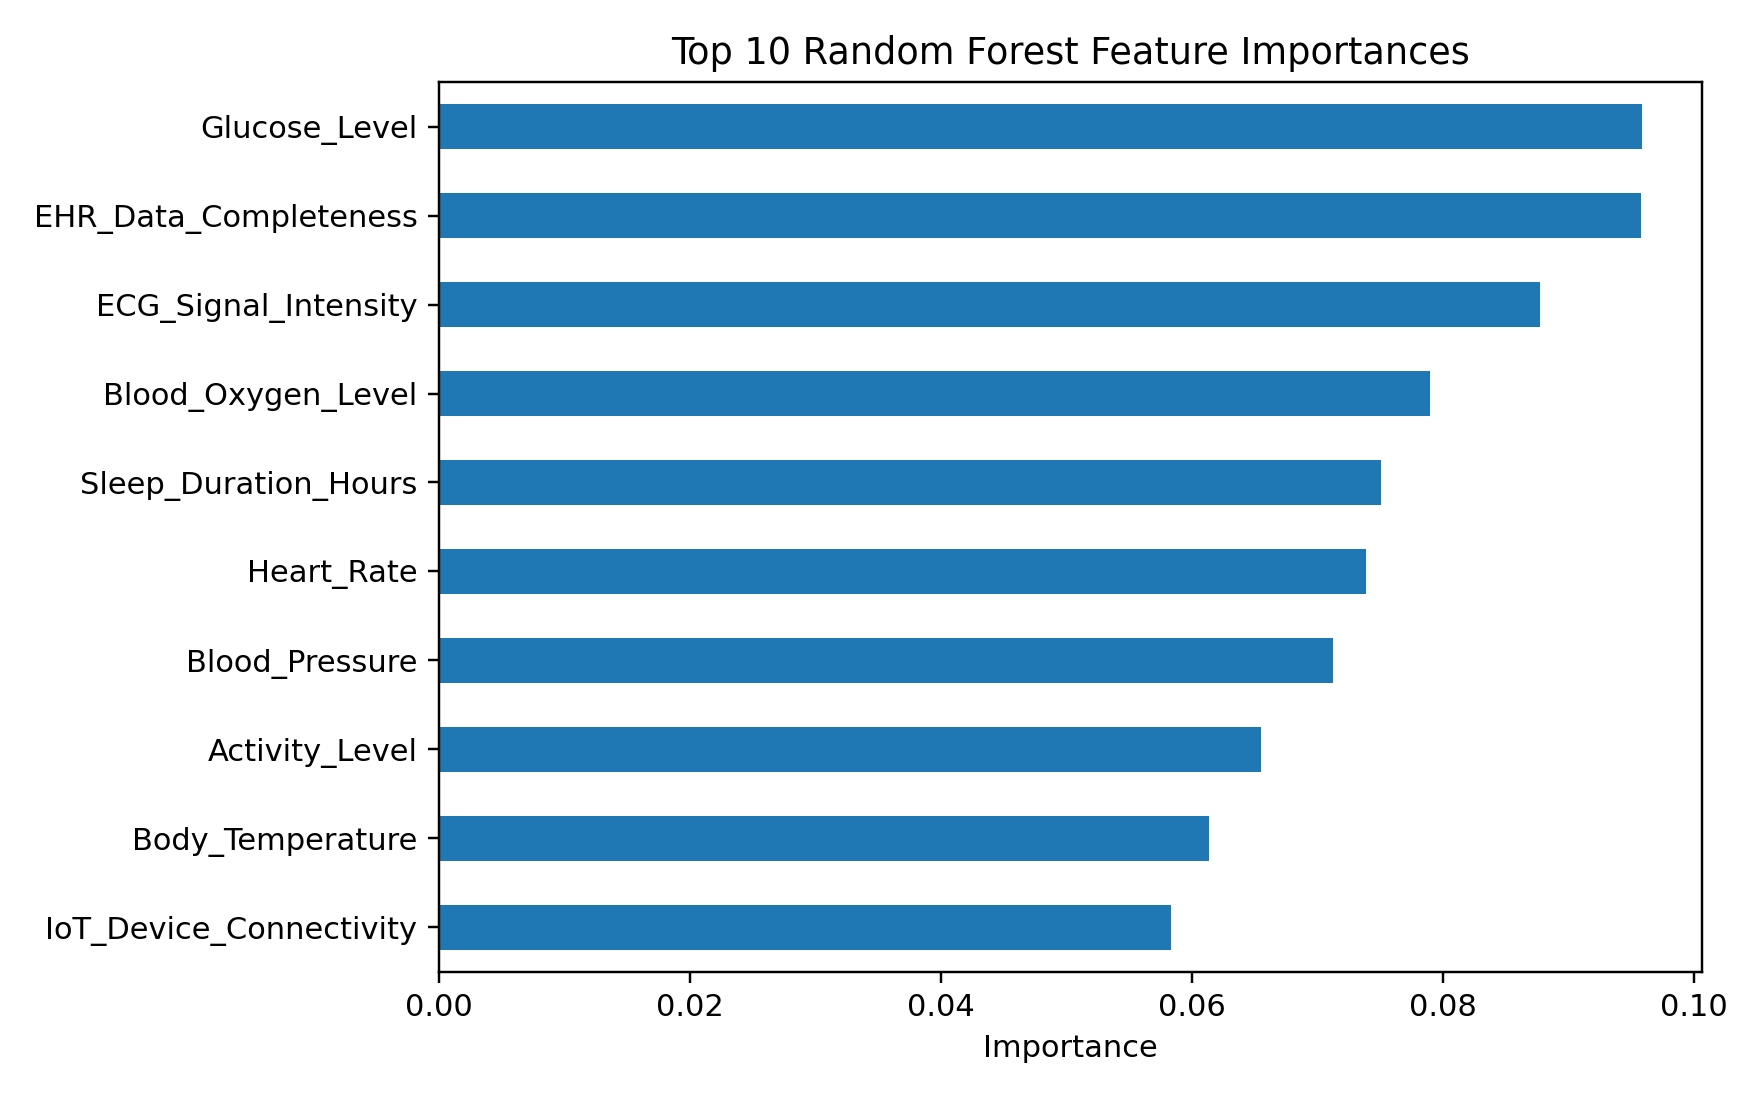 Top 10 Random Forest Feature Importances
Glucose_Level
EHR_Data_Completeness
ECG_Signal_Intensity
Blood_Oxygen_Level
Sleep_Duration_Hours
Heart_Rate
Blood_Pressure
Activity_Level
Body_Temperature
IoT_Device_Connectivity
0.00 0.02 0.04 0.06 0.08 0.10
Importance